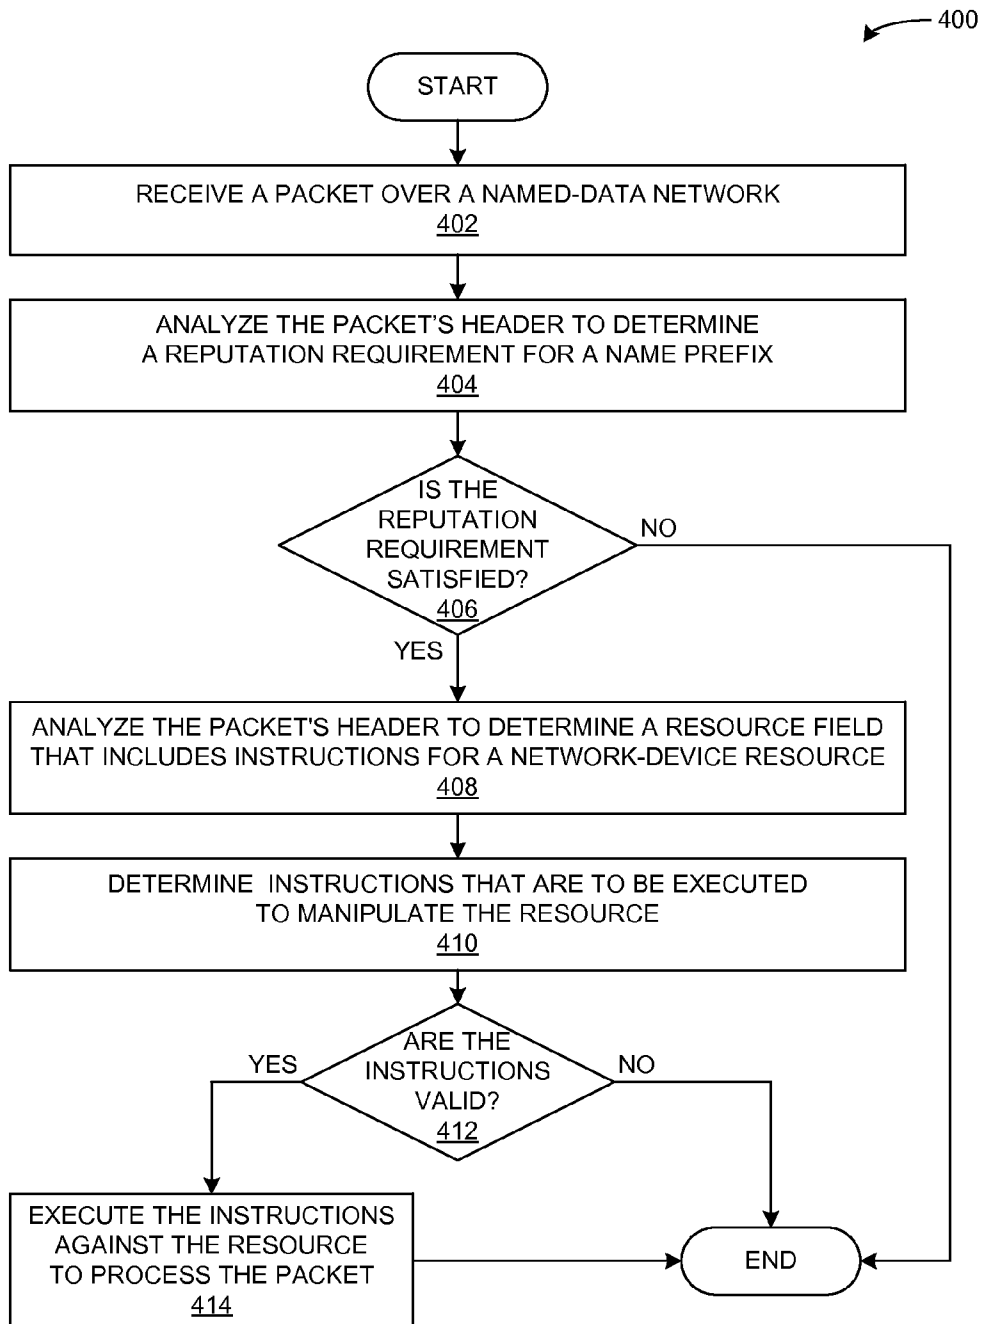 400
START
RECEIVE A PACKET OVER A NAMED-DATA NETWORK
402
ANALYZE THE PACKET'S HEADER TO DETERMINE
A REPUTATION REQUIREMENT FOR A NAME PREFIX
404
IS THE
REPUTATION
REQUIREMENT
SATISFIED?
406
NO
YES
ANALYZE THE PACKET'S HEADER TO DETERMINE A RESOURCE FIELD
THAT INCLUDES INSTRUCTIONS FOR A NETWORK-DEVICE RESOURCE
408
DETERMINE INSTRUCTIONS THAT ARE TO BE EXECUTED
TO MANIPULATE THE RESOURCE
410
ARE THE
INSTRUCTIONS
VALID?
412
YES
NO
EXECUTE THE INSTRUCTIONS
AGAINST THE RESOURCE
TO PROCESS THE PACKET
414
END